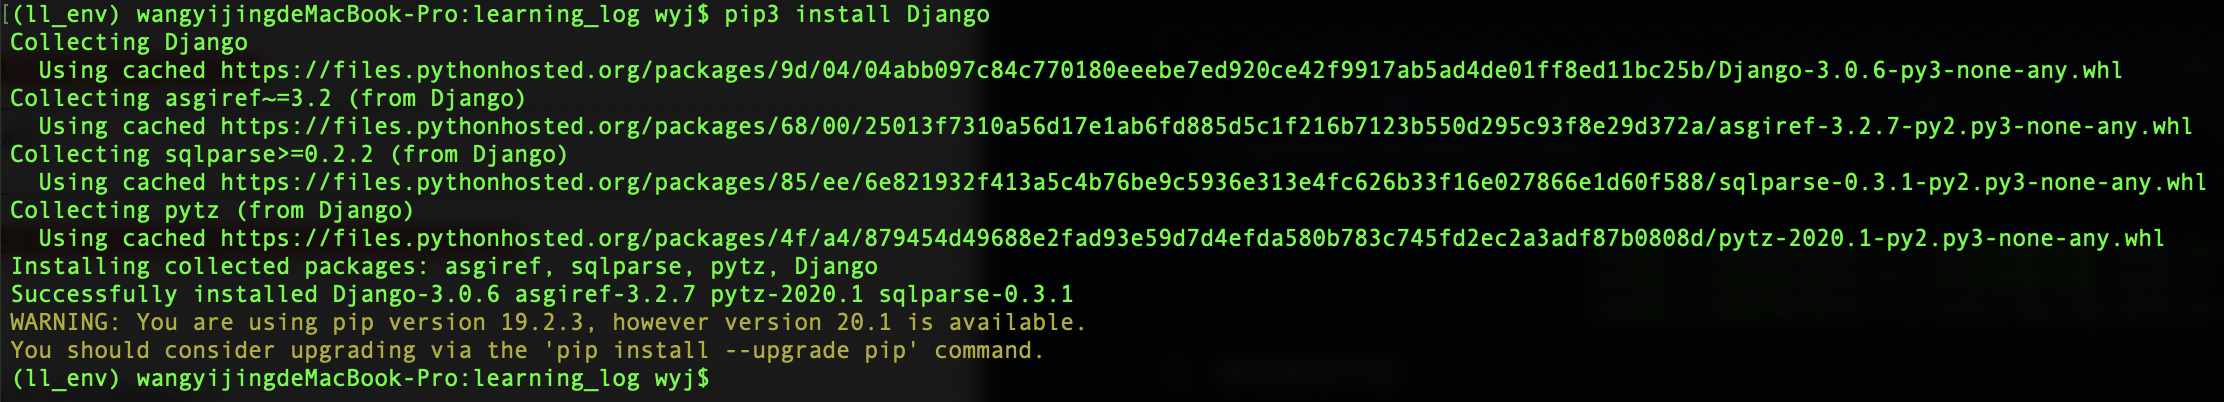 [(ll_env) wangyijingdeMacBook-Pro:learning_log wyj$ pip3 install Django
Collecting Django
  Using cached https://files.pythonhosted.org/packages/9d/04/04abb097c84c770180eeebe7ed920ce42f9917ab5ad4de01ff8ed11bc25b/Django-3.0.6-py3-none-any.whl
Collecting asgiref~=3.2 (from Django)
  Using cached https://files.pythonhosted.org/packages/68/00/25013f7310a56d17e1ab6fd885d5c1f216b7123b550d295c93f8e29d372a/asgiref-3.2.7-py2.py3-none-any.whl
Collecting sqlparse>=0.2.2 (from Django)
  Using cached https://files.pythonhosted.org/packages/85/ee/6e821932f413a5c4b76be9c5936e313e4fc626b33f16e027866e1d60f588/sqlparse-0.3.1-py2.py3-none-any.whl
Collecting pytz (from Django)
  Using cached https://files.pythonhosted.org/packages/4f/a4/879454d49688e2fad93e59d7d4efda580b783c745fd2ec2a3adf87b0808d/pytz-2020.1-py2.py3-none-any.whl
Installing collected packages: asgiref, sqlparse, pytz, Django
Successfully installed Django-3.0.6 asgiref-3.2.7 pytz-2020.1 sqlparse-0.3.1
WARNING: You are using pip version 19.2.3, however version 20.1 is available.
You should consider upgrading via the 'pip install --upgrade pip' command.
(ll_env) wangyijingdeMacBook-Pro:learning_log wyj$